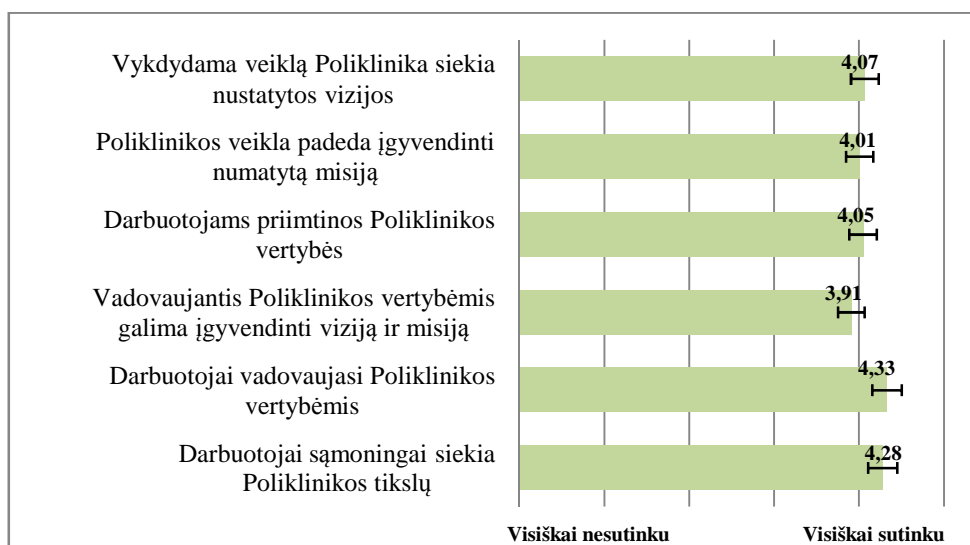 Vykdydama veiklą Poliklinika siekia
nustatytos vizijos
4,07
Poliklinikos veikla padeda įgyvendinti
numatytą misiją
4,01
Darbuotojams priimtinos Poliklinikos
vertybės
4,05
Vadovaujantis Poliklinikos vertybėmis
galima įgyvendinti viziją ir misiją
3,91
Darbuotojai vadovaujasi Poliklinikos
vertybėmis
4,33
Darbuotojai sąmoningai siekia
Poliklinikos tikslų
4,28
Visiškai nesutinku
Visiškai sutinku